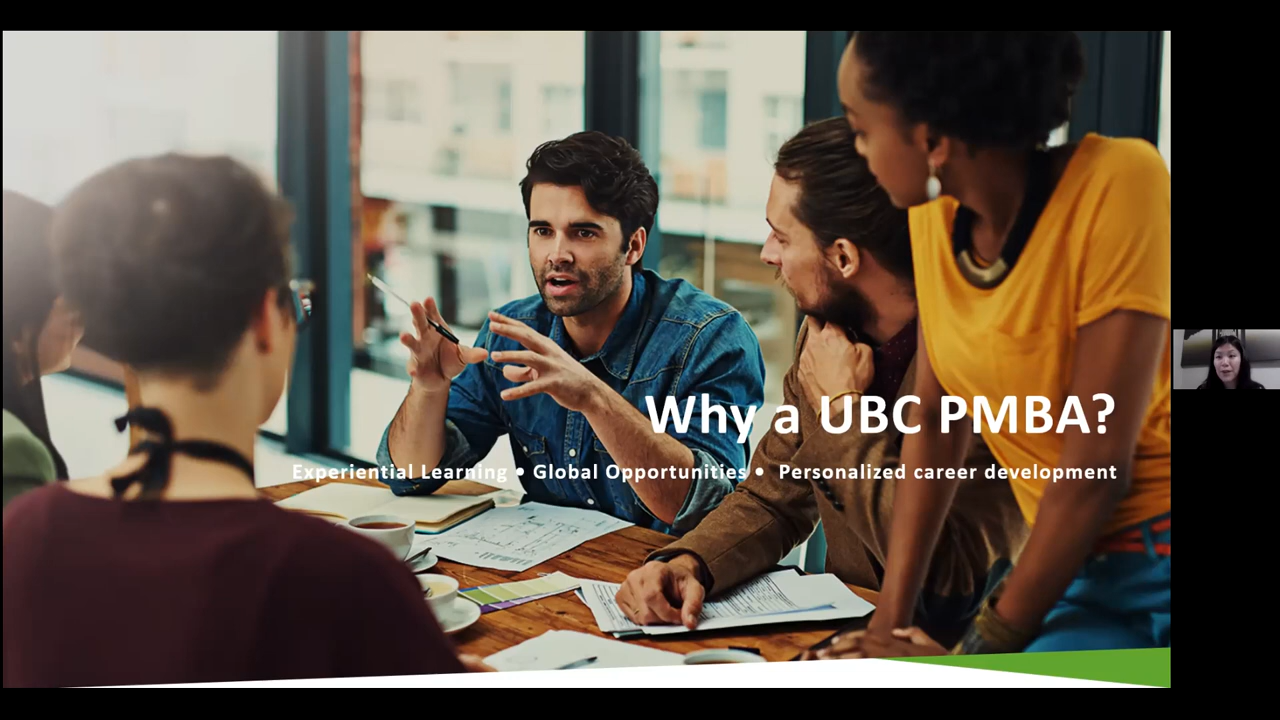 Why a UBC PMBA?
Experiential Learning • Global Opportunities • Personalized career development